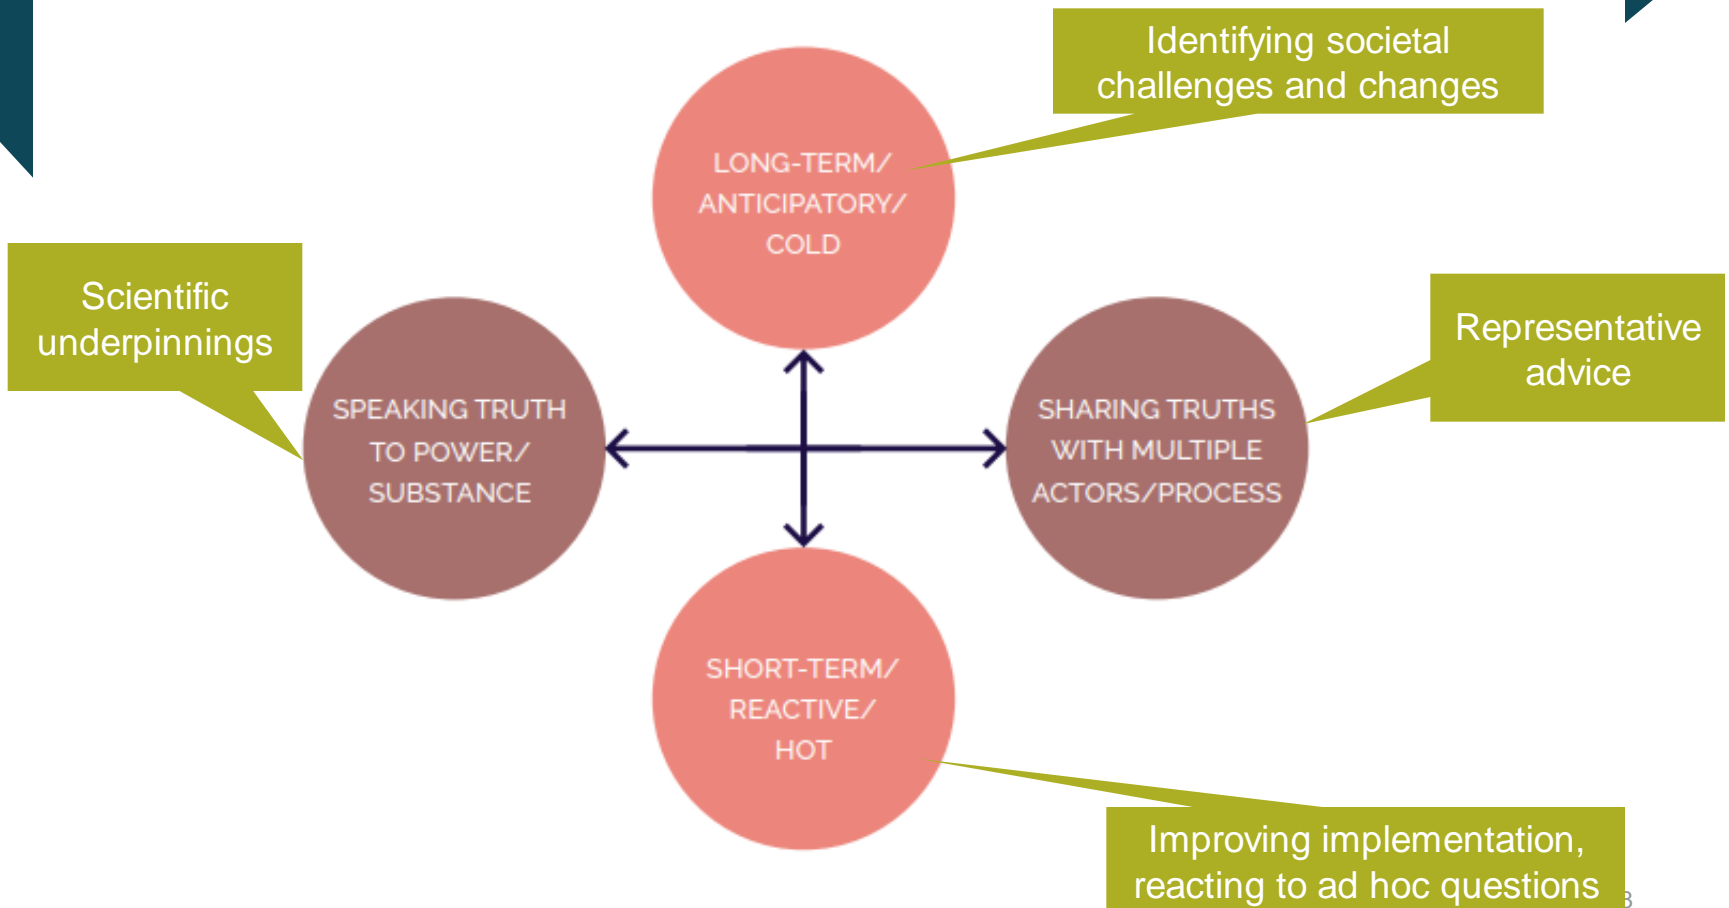 Identifying societal
challenges and changes
LONG-TERM/
ANTICIPATORY/
COLD
Scientific
underpinnings
Representative
advice
SPEAKING TRUTH
TO POWER/
SUBSTANCE
SHARING TRUTHS
WITH MULTIPLE
ACTORS/PROCESS
SHORT-TERM/
REACTIVE/
HOT
Improving implementation,
reacting to ad hoc questions